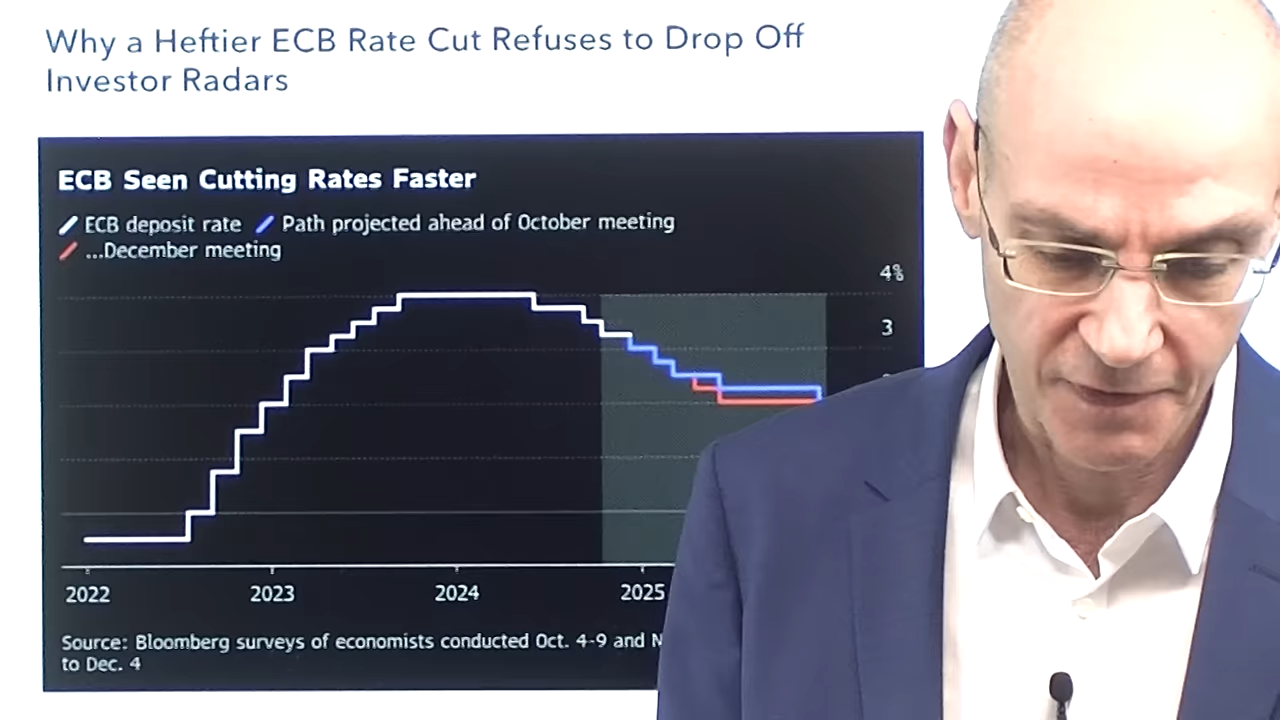 Why a Heftier ECB Rate Cut Refuses to Drop Off
Investor Radars
ECB Seen Cutting Rates Faster
ECB deposit rate Path projected ahead of October meeting
...December meeting
4%
3
2022 2023 2024 2025
Source: Bloomberg surveys of economists conducted Oct. 4-9 and
to Dec. 4